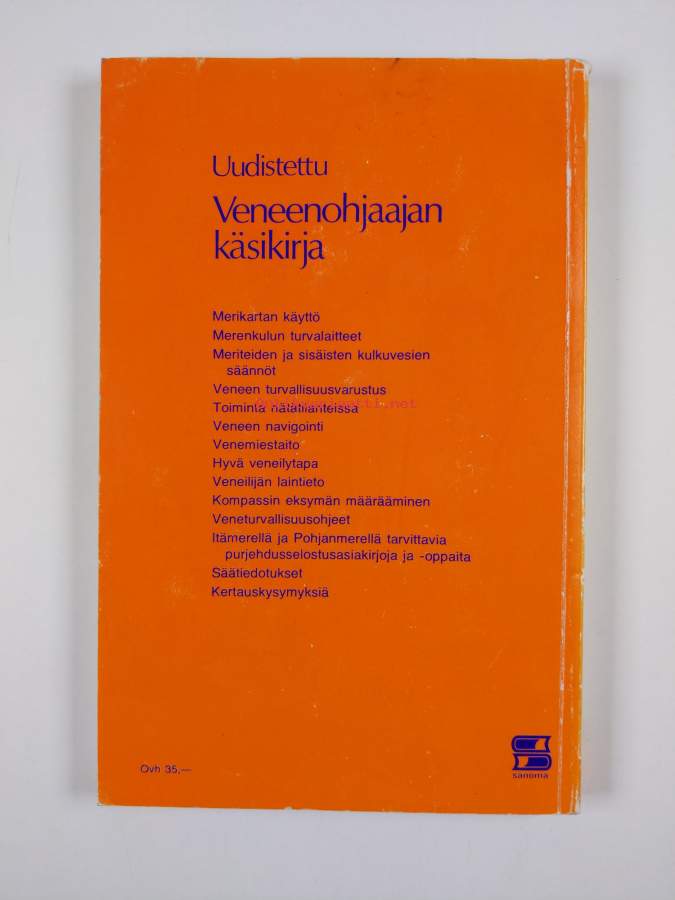 Uudistettu
Veneenohjaajan
käsikirja
Merikartan käyttö
Merenkulun turvalaitteet
Meriteiden ja sisäisten kulkuvesien
säännöt
Veneen turvallisuusvarustus
Toiminta hätätilanteissa
Veneen navigointi
Venemiestaito
Hyvä veneilytapa
Veneilijän laintieto
Kompassin eksymän määrääminen
Veneturvallisuusohjeet
Itämerellä ja Pohjanmerellä tarvittavia
purjehdusselostusasiakirjoja ja -oppaita
Säätiedotukset
Kertauskysymyksiä
Ovh 35,—
sanoma